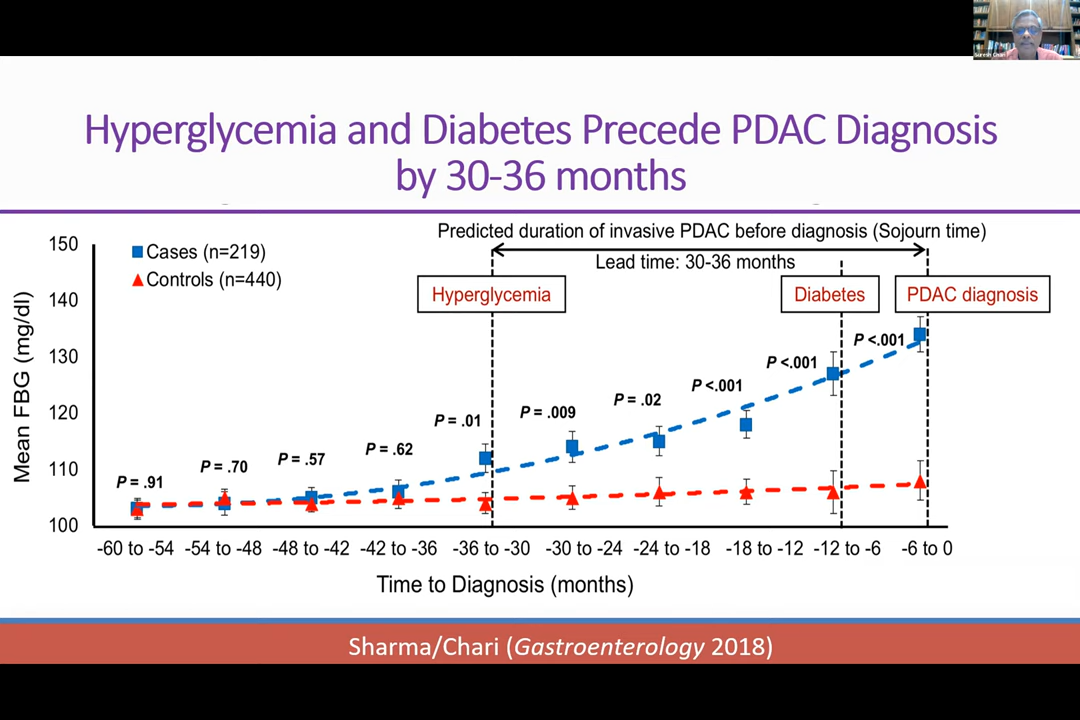 Suresh Chari
Hyperglycemia and Diabetes Precede PDAC Diagnosis
by 30-36 months
Predicted duration of invasive PDAC before diagnosis (Sojourn time)
Lead time: 30-36 months
Cases (n=219)
Controls (n=440)
Hyperglycemia
Diabetes
PDAC diagnosis
Mean FBG (mg/dl)
150
140
130
120
110
100
P = .91
P = .70
P = .57
P = .62
P = .01
P = .009
P = .02
P <.001
P <.001
P <.001
-60 to -54 -54 to -48 -48 to -42 -42 to -36 -36 to -30 -30 to -24 -24 to -18 -18 to -12 -12 to -6 -6 to 0
Time to Diagnosis (months)
Sharma/Chari (Gastroenterology 2018)